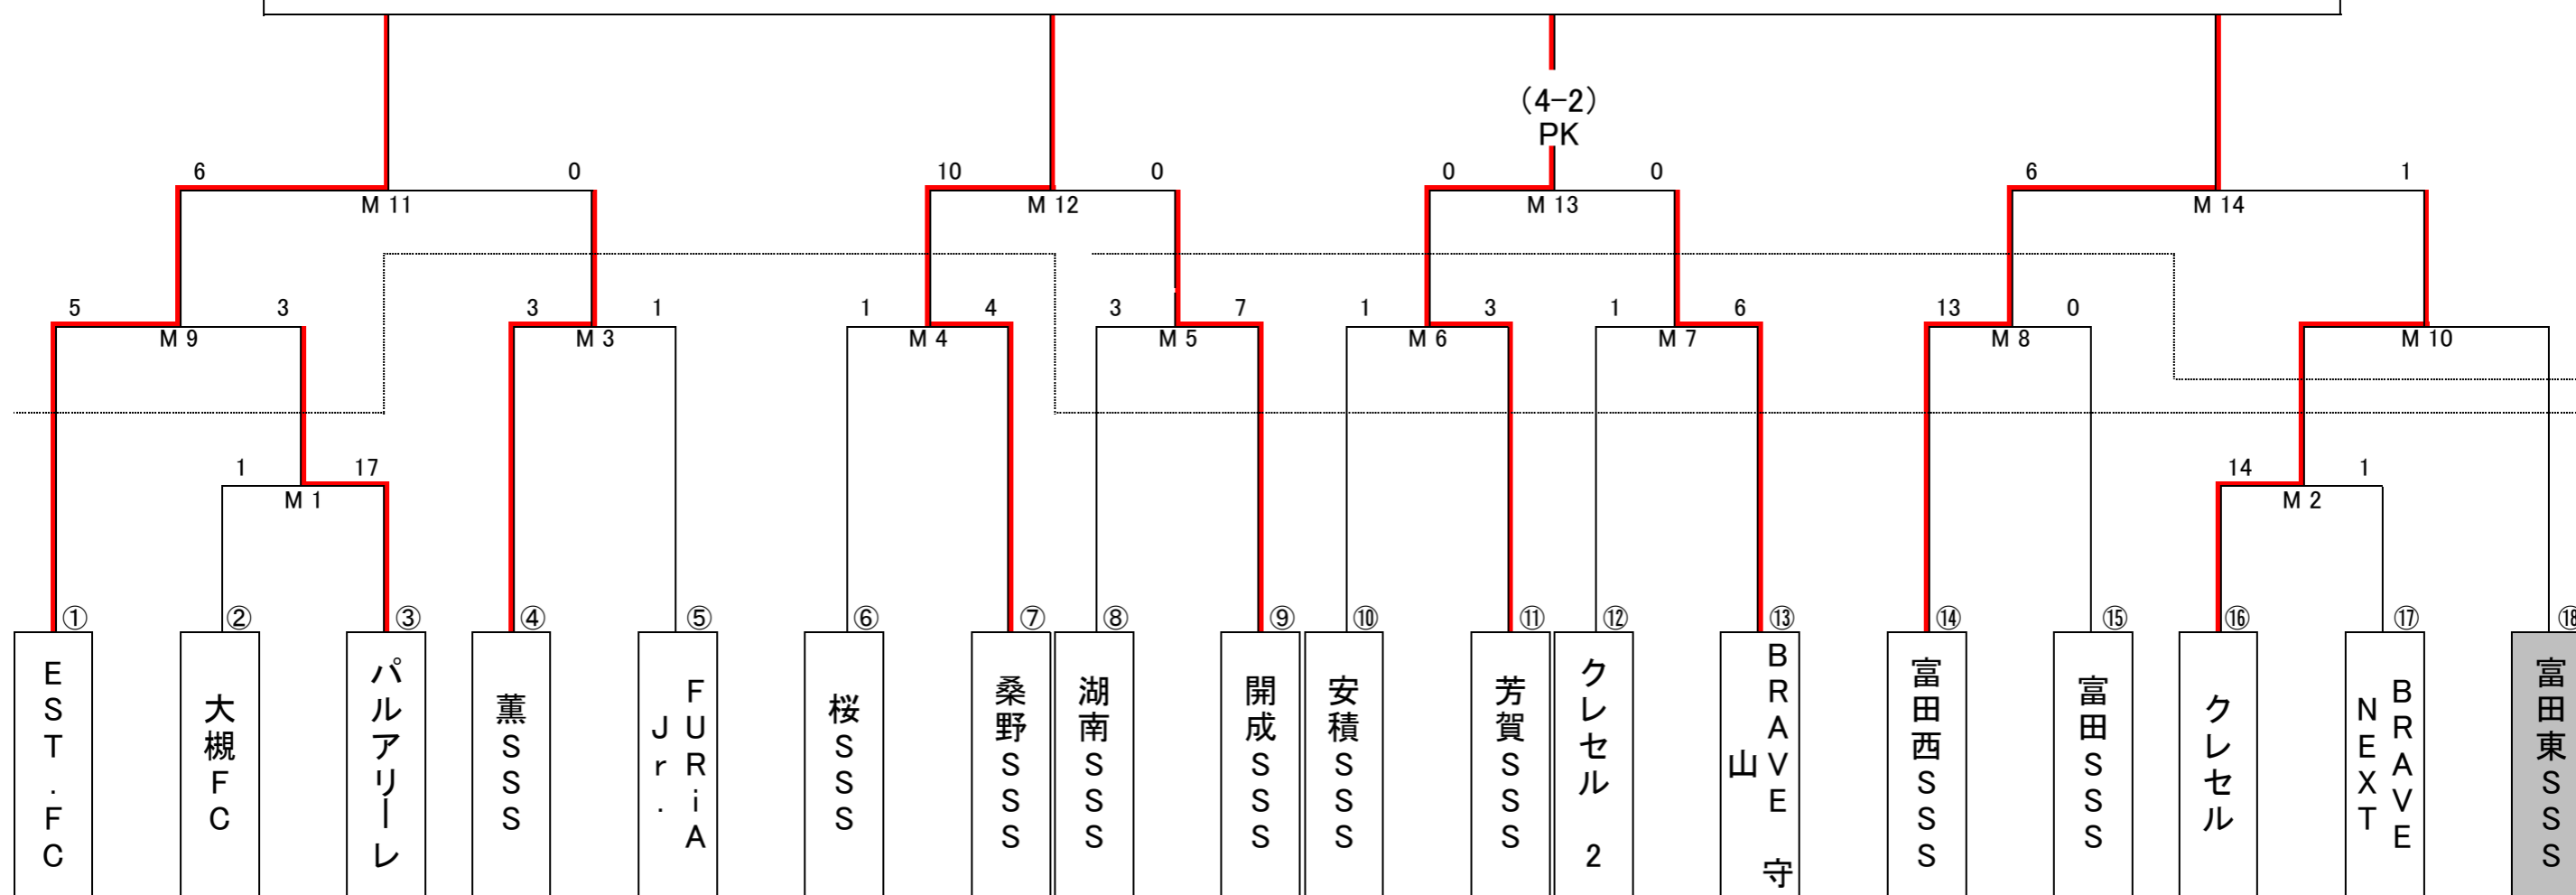 (4-2)
PK
6
0
10
0
0
0
6
1
M 11
M 12
M 13
M 14
5
3
3
1
1
4
3
7
1
3
1
6
13
0
M 9
M 3
M 4
M 5
M 6
M 7
M 8
M 10
1
17
14
1
M 1
M 2
①
②
③
④
⑤
⑥
⑦
⑧
⑨
⑩
⑪
⑫
⑬
⑭
⑮
⑯
⑰
⑱
EST.FC
大槻FC
パルアリーレ
薫SSS
FURiA
Jr.
桜SSS
桑野SSS
湖南SSS
開成SSS
安積SSS
芳賀SSS
クレセル 2
BRAVE 守
山
富田西SSS
富田SSS
クレセル
BRAVE
NEXT
富田東SSS